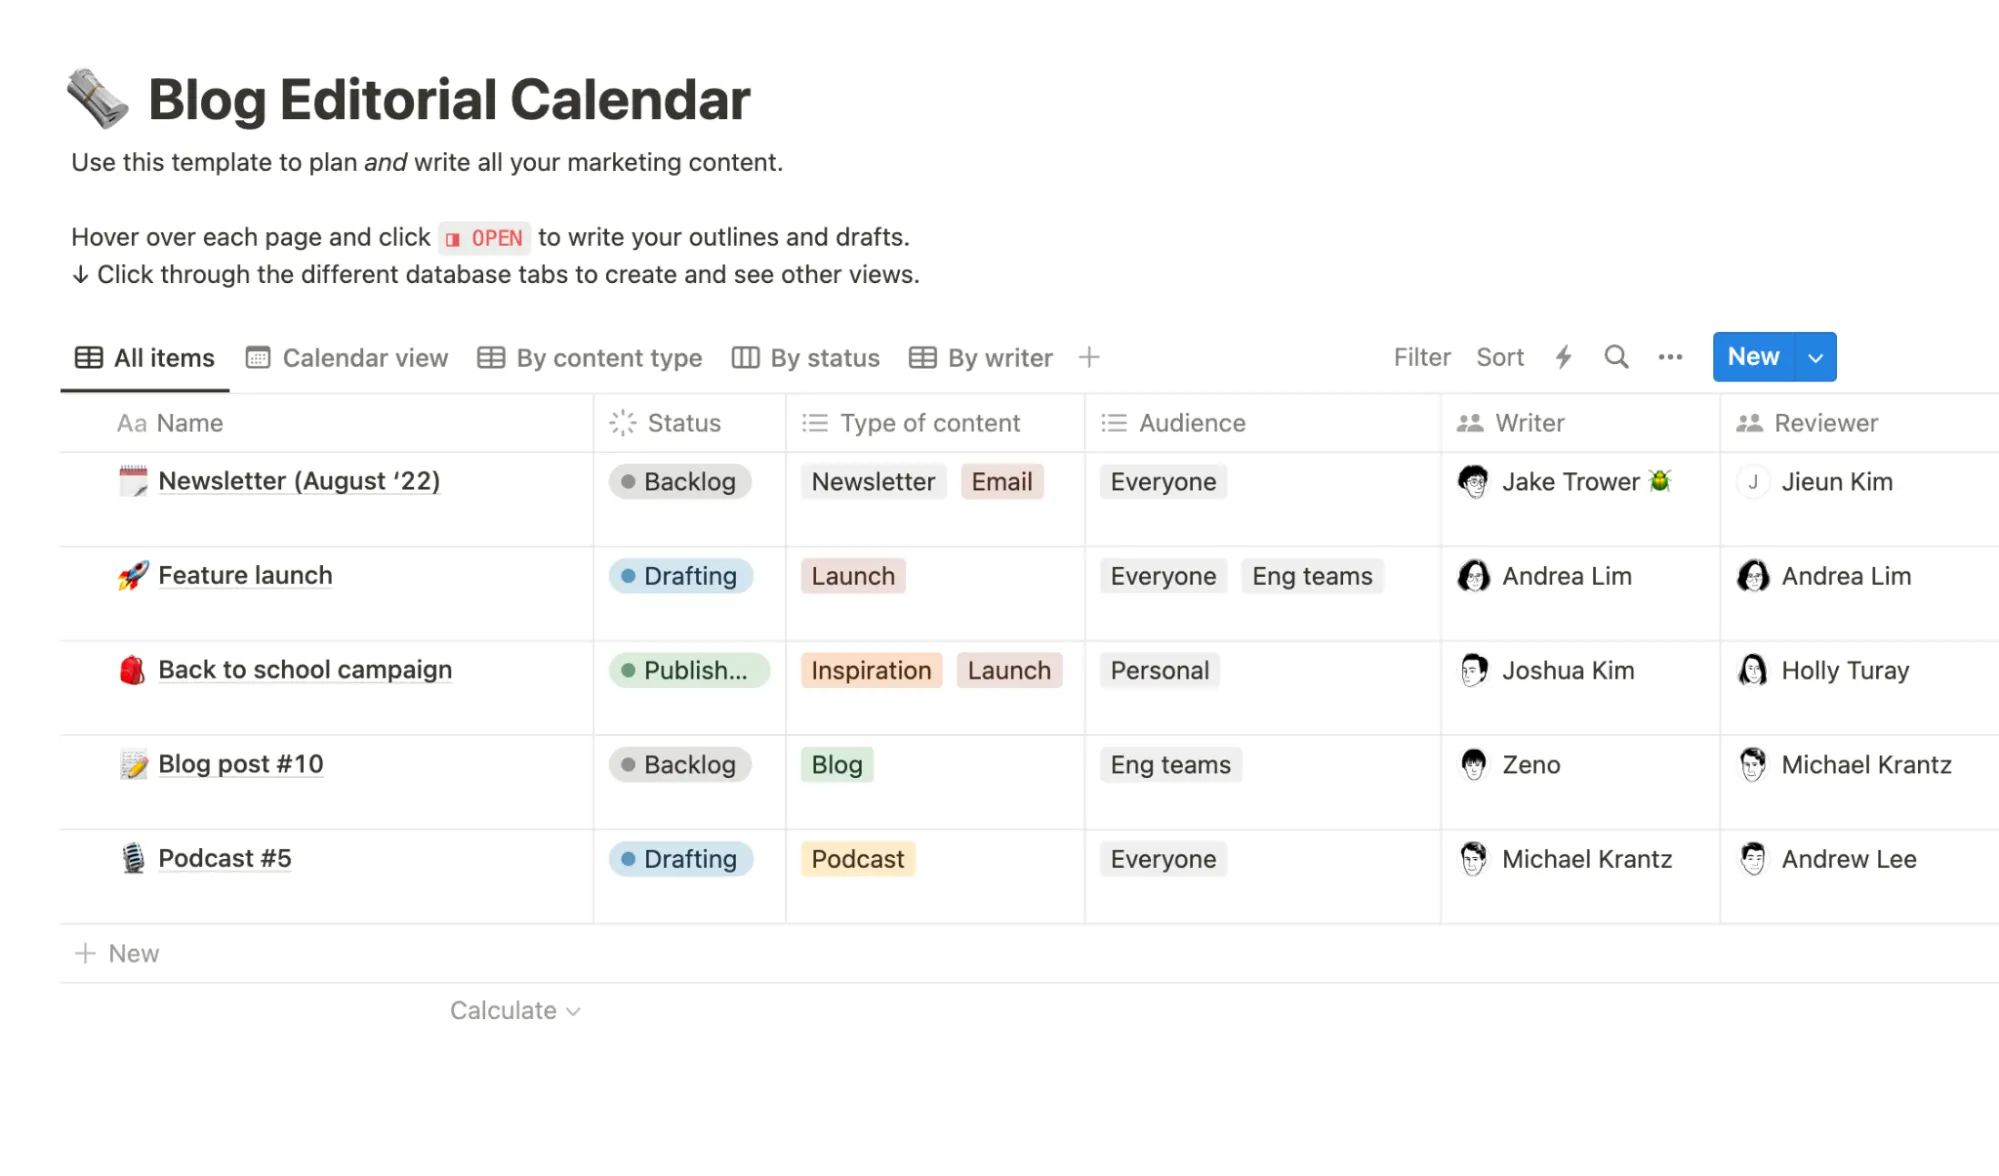 Blog Editorial Calendar
Use this template to plan and write all your marketing content.
Hover over each page and click OPEN to write your outlines and drafts.
↓ Click through the different database tabs to create and see other views.
All items Calendar view By content type By status By writer + Filter Sort New
Aa Name Status Type of content Audience Writer Reviewer
Newsletter (August ‘22) Backlog Newsletter Email Everyone Jake Trower J Jieun Kim
Feature launch Drafting Launch Everyone Eng teams Andrea Lim Andrea Lim
Back to school campaign Publish... Inspiration Launch Personal Joshua Kim Holly Turay
Blog post #10 Backlog Blog Eng teams Zeno Michael Krantz
Podcast #5 Drafting Podcast Everyone Michael Krantz Andrew Lee
+ New
Calculate